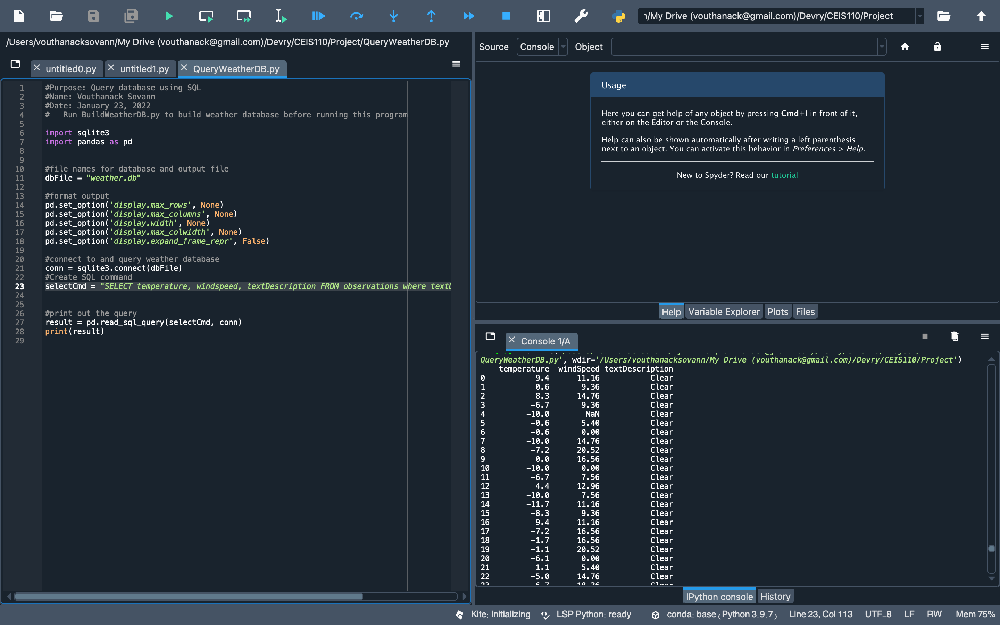 ı/My Drive (vouthanack@gmail.com)/Devry/CEIS110/Project
/Users/vouthanacksovann/My Drive (vouthanack@gmail.com)/Devry/CEIS110/Project/QueryWeatherDB.py
untitled0.py
untitled1.py
QueryWeatherDB.py
1 #Purpose: Query database using SQL
2 #Name: Vouthanack Sovann
3 #Date: January 23, 2022
4 #   Run BuildWeatherDB.py to build weather database before running this program
5
6 import sqlite3
7 import pandas as pd
8
9
10 #file names for database and output file
11 dbFile = "weather.db"
12
13 #format output
14 pd.set_option('display.max_rows', None)
15 pd.set_option('display.max_columns', None)
16 pd.set_option('display.width', None)
17 pd.set_option('display.max_colwidth', None)
18 pd.set_option('display.expand_frame_repr', False)
19
20 #connect to and query weather database
21 conn = sqlite3.connect(dbFile)
22 #Create SQL command
23 selectCmd = "SELECT temperature, windspeed, textDescription FROM observations where textD
24
25
26 #print out the query
27 result = pd.read_sql_query(selectCmd, conn)
28 print(result)
29
Source Console Object
Usage
Here you can get help of any object by pressing Cmd+I in front of it,
either on the Editor or the Console.
Help can also be shown automatically after writing a left parenthesis
next to an object. You can activate this behavior in Preferences > Help.
New to Spyder? Read our tutorial
Help Variable Explorer Plots Files
Console 1/A
QueryWeatherDB.py', wdir='/Users/vouthanacksovann/My Drive (vouthanack@gmail.com)/Devry/CEIS110/Project')
temperature windSpeed textDescription
0 9.4 11.16 Clear
1 0.6 9.36 Clear
2 8.3 14.76 Clear
3 -6.7 9.36 Clear
4 -10.0 NaN Clear
5 -0.6 5.40 Clear
6 -0.6 0.00 Clear
7 -10.0 14.76 Clear
8 -7.2 20.52 Clear
9 0.0 16.56 Clear
10 -10.0 0.00 Clear
11 -6.7 7.56 Clear
12 4.4 12.96 Clear
13 -10.0 7.56 Clear
14 -11.7 11.16 Clear
15 -8.3 9.36 Clear
16 9.4 11.16 Clear
17 -7.2 16.56 Clear
18 -1.7 16.56 Clear
19 -1.1 20.52 Clear
20 -6.1 0.00 Clear
21 1.1 5.40 Clear
22 -5.0 14.76 Clear
IPython console History
Kite: initializing LSP Python: ready conda: base (Python 3.9.7) Line 23, Col 113 UTF-8 LF RW Mem 75%